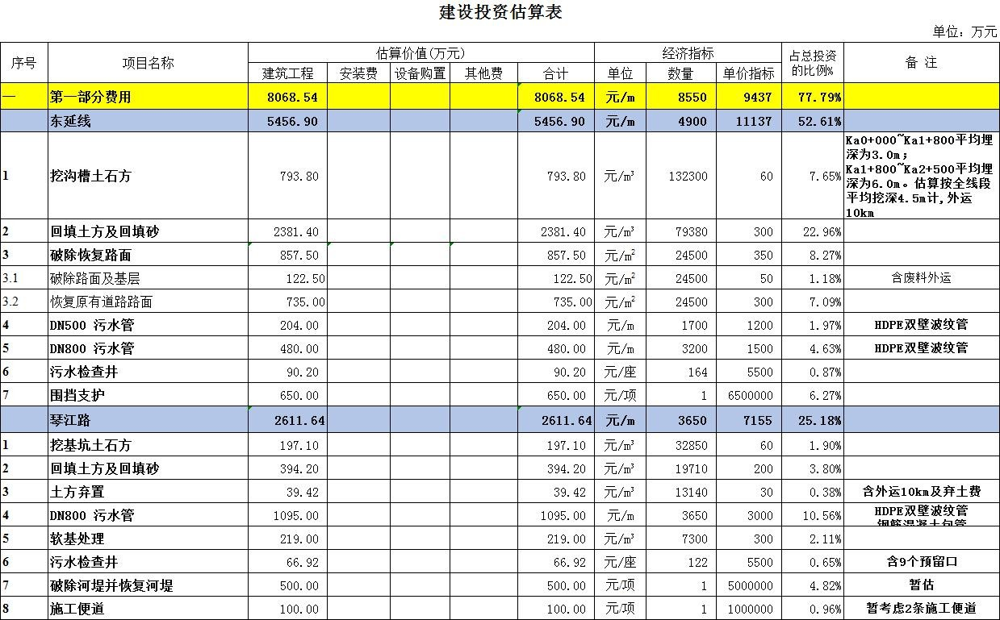 建设投资估算表
单位：万元
序号 项目名称 估算价值(万元) 经济指标 占总投资的比例% 备 注
建筑工程 安装费 设备购置 其他费 合计 单位 数量 单价指标
一 第一部分费用 8068.54 8068.54 元/m 8550 9437 77.79%
东延线 5456.90 5456.90 元/m 4900 11137 52.61%
1 挖沟槽土石方 793.80 793.80 元/m³ 132300 60 7.65% Ka0+000~Ka1+800平均埋
深为3.0m；
Ka1+800~Ka2+500平均埋
深为6.0m。估算按全线段
平均挖深4.5m计,外运
10km
2 回填土方及回填砂 2381.40 2381.40 元/m³ 79380 300 22.96%
3 破除恢复路面 857.50 857.50 元/m² 24500 350 8.27%
3.1 破除路面及基层 122.50 122.50 元/m² 24500 50 1.18% 含废料外运
3.2 恢复原有道路路面 735.00 735.00 元/m² 24500 300 7.09%
4 DN500 污水管 204.00 204.00 元/m 1700 1200 1.97% HDPE双壁波纹管
5 DN800 污水管 480.00 480.00 元/m 3200 1500 4.63% HDPE双壁波纹管
6 污水检查井 90.20 90.20 元/座 164 5500 0.87%
7 围挡支护 650.00 650.00 元/项 1 6500000 6.27%
琴江路 2611.64 2611.64 元/m 3650 7155 25.18%
1 挖基坑土石方 197.10 197.10 元/m³ 32850 60 1.90%
2 回填土方及回填砂 394.20 394.20 元/m³ 19710 200 3.80%
3 土方弃置 39.42 39.42 元/m³ 13140 30 0.38% 含外运10km及弃土费
4 DN800 污水管 1095.00 1095.00 元/m 3650 3000 10.56% HDPE双壁波纹管
钢筋混凝土包管
5 软基处理 219.00 219.00 元/m³ 7300 300 2.11%
6 污水检查井 66.92 66.92 元/座 122 5500 0.65% 含9个预留口
7 破除河堤并恢复河堤 500.00 500.00 元/项 1 5000000 4.82% 暂估
8 施工便道 100.00 100.00 元/项 1 1000000 0.96% 暂考虑2条施工便道